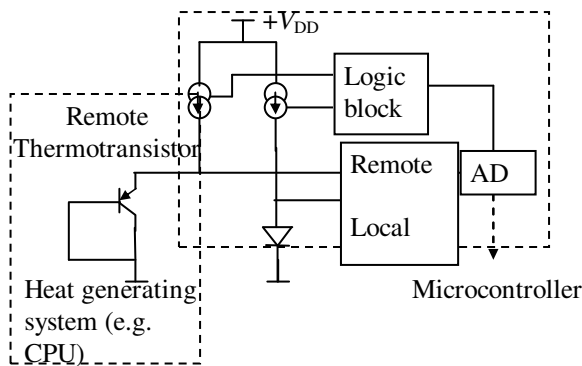 +VDD
Logic
block
Remote
Thermotransistor
Remote
AD
Local
Heat generating
system (e.g.
CPU)
Microcontroller